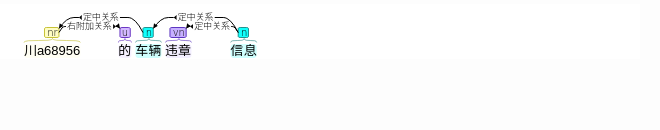 定中关系 定中关系
右附加关系 定中关系
nr u n vn n
川a68956 的 车辆 违章 信息